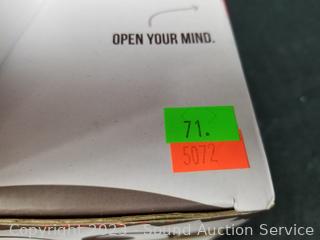 OPEN YOUR MIND.
71.
5072
Copyright 2023 Sound Auction Service